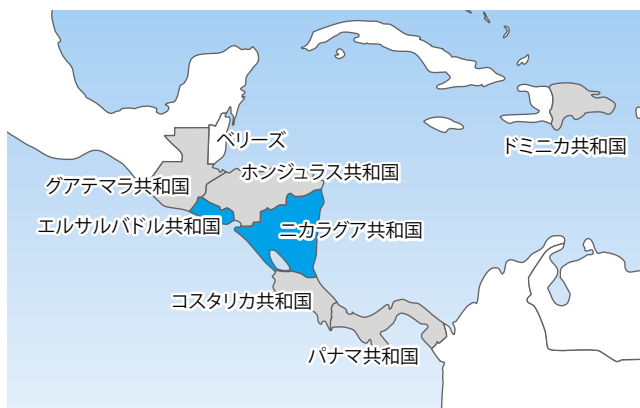 ベリーズ
ドミニカ共和国
ホンジュラス共和国
グアテマラ共和国
エルサルバドル共和国
ニカラグア共和国
コスタリカ共和国
パナマ共和国